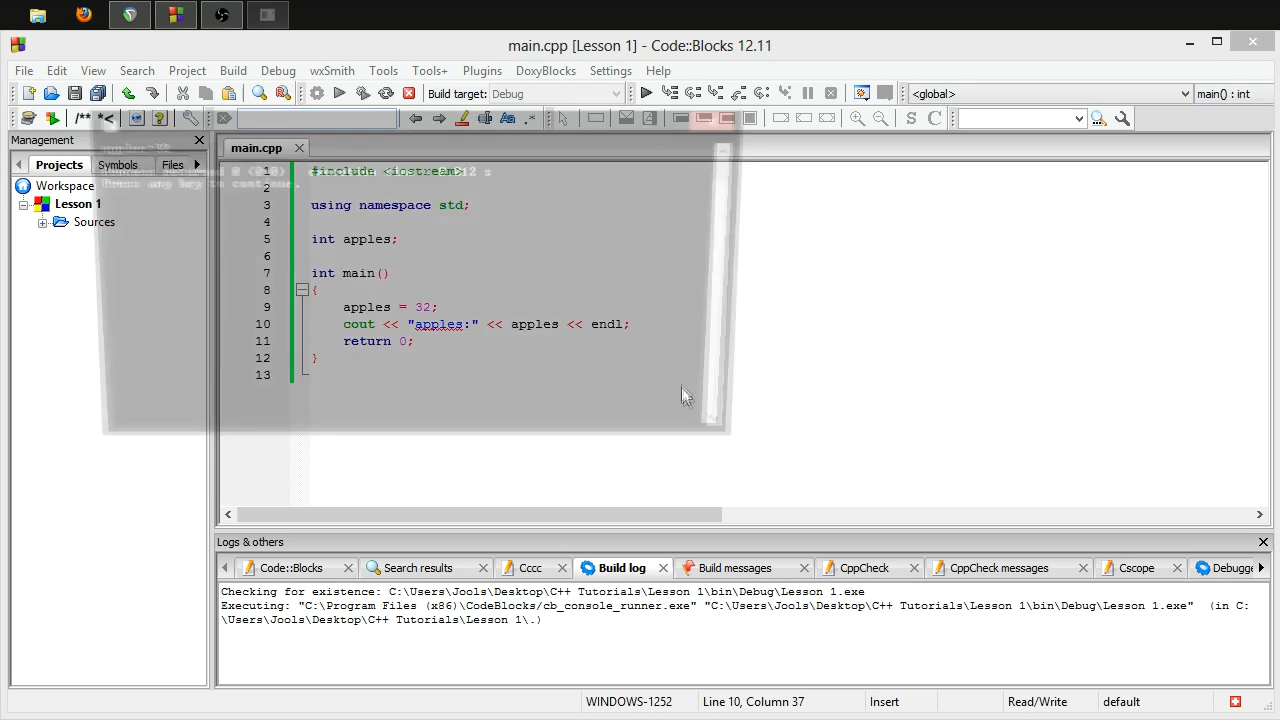 main.cpp [Lesson 1] - Code::Blocks 12.11
File Edit View Search Project Build Debug wxSmith Tools Tools+ Plugins DoxyBlocks Settings Help
Build target: Debug
<global>
main() : int
/** *<
Aa .*
S C
Management
Projects Symbols Files
Workspace
Lesson 1
Sources
main.cpp
1 #include <iostream>
2
3 using namespace std;
4
5 int apples;
6
7 int main()
8 {
9 apples = 32;
10 cout << "apples:" << apples << endl;
11 return 0;
12 }
13
Press any key to continue.
Logs & others
Code::Blocks Search results Cccc Build log Build messages CppCheck CppCheck messages Cscope Debugge
Checking for existence: C:\Users\Jools\Desktop\C++ Tutorials\Lesson 1\bin\Debug\Lesson 1.exe
Executing: "C:\Program Files (x86)\CodeBlocks/cb_console_runner.exe" "C:\Users\Jools\Desktop\C++ Tutorials\Lesson 1\bin\Debug\Lesson 1.exe" (in C:
\Users\Jools\Desktop\C++ Tutorials\Lesson 1\.)
WINDOWS-1252 Line 10, Column 37 Insert Read/Write default